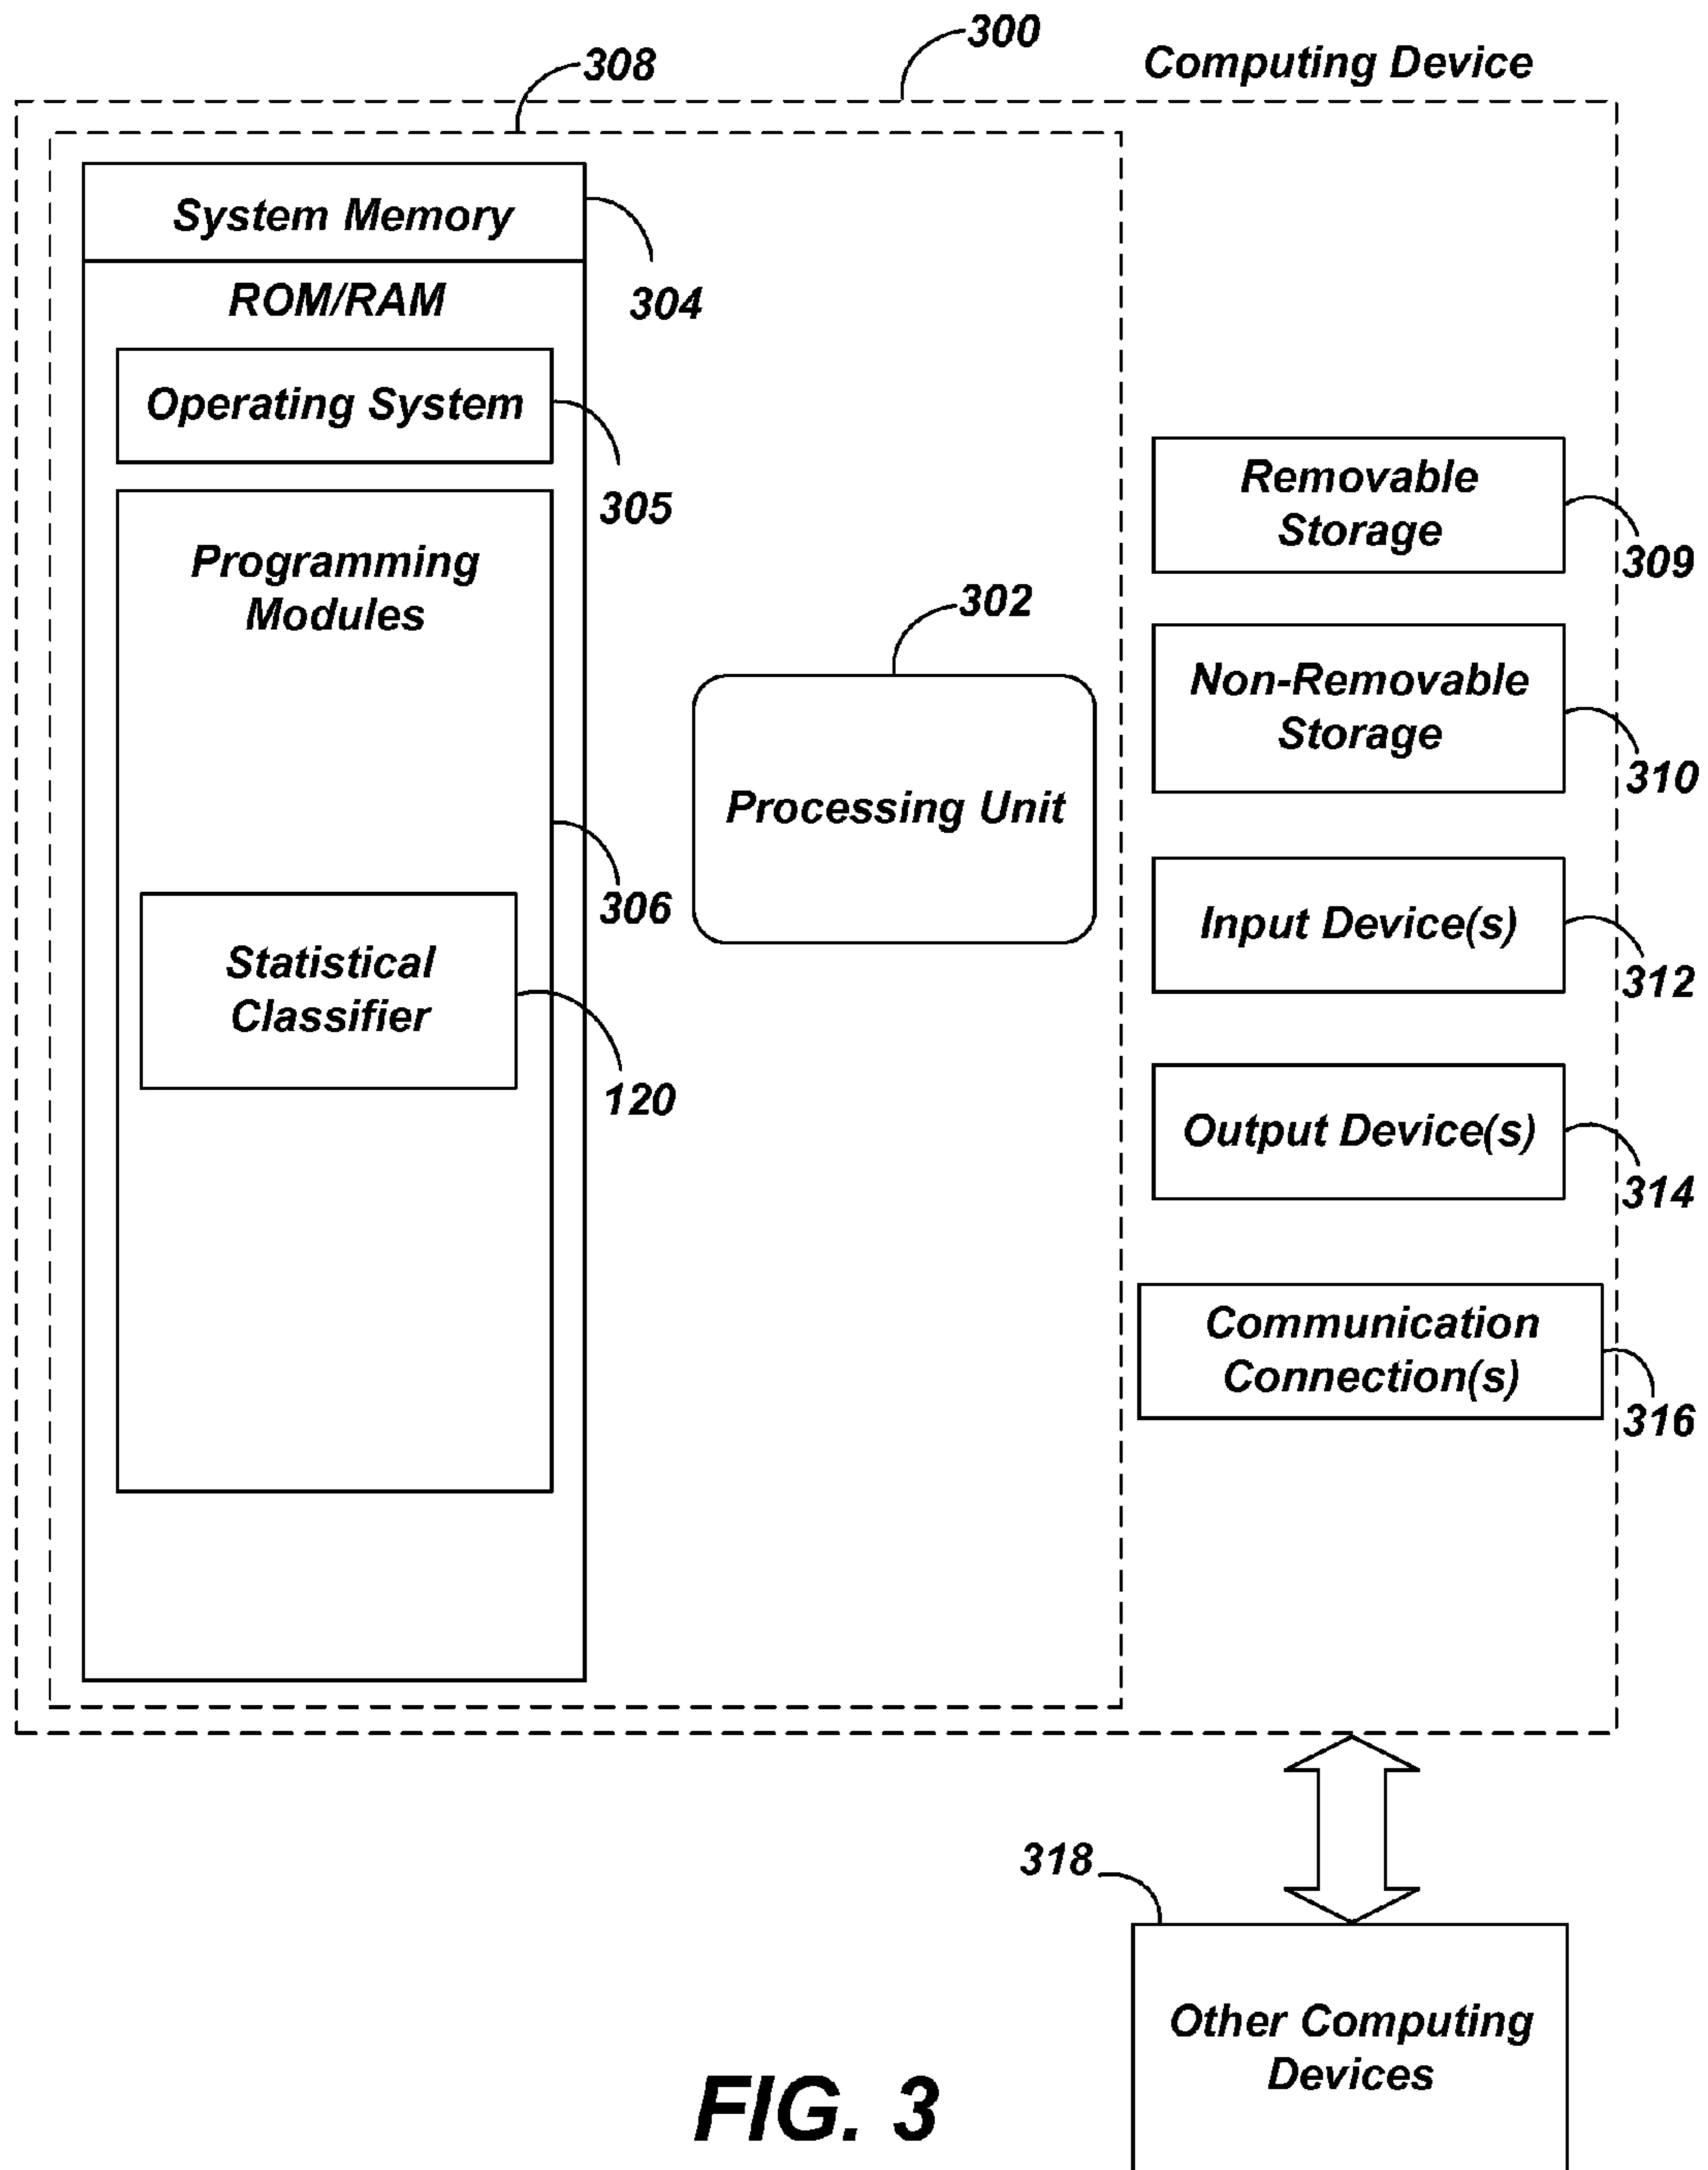 300
Computing Device
308
System Memory
304
ROM/RAM
Operating System
305
Programming
Modules
306
Statistical
Classifier
120
302
Processing Unit
Removable
Storage
309
Non-Removable
Storage
310
Input Device(s)
312
Output Device(s)
314
Communication
Connection(s)
316
318
Other Computing
Devices
FIG. 3